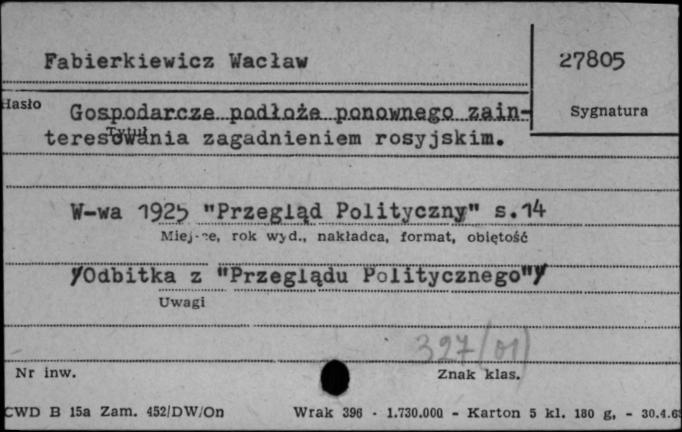 Fabierkiewicz Wacław
27805
Hasło
Sygnatura
Gospodarcze podłoże ponownego zain-
Tytuł
teresowania zagadnieniem rosyjskim.
W-wa 1925 "Przegląd Polityczny" s.14
Miejsce, rok wyd., nakładca, format, objętość
/Odbitka z "Przeglądu Politycznego"/
Uwagi
327/(01)
Nr inw.
Znak klas.
CWD B 15a Zam. 452/DW/On Wrak 396 - 1.730.000 - Karton 5 kl. 180 g, - 30.4.6